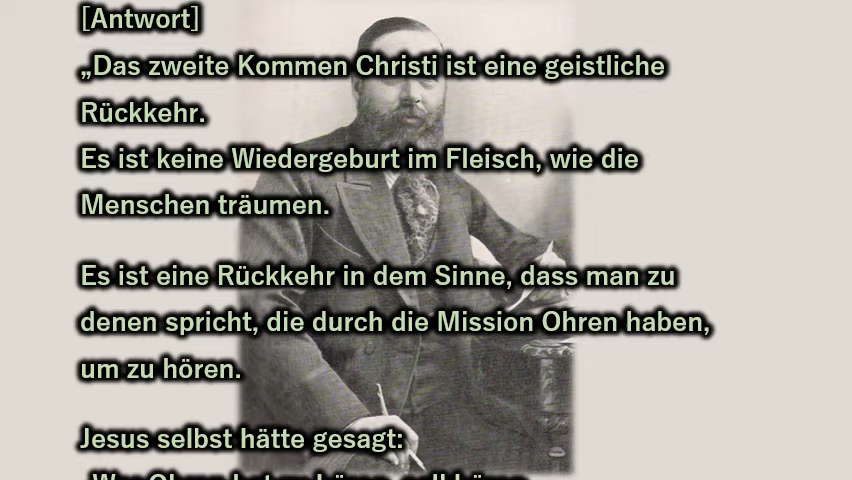 [Antwort]
„Das zweite Kommen Christi ist eine geistliche
Rückkehr.
Es ist keine Wiedergeburt im Fleisch, wie die
Menschen träumen.
Es ist eine Rückkehr in dem Sinne, dass man zu
denen spricht, die durch die Mission Ohren haben,
um zu hören.
Jesus selbst hätte gesagt: